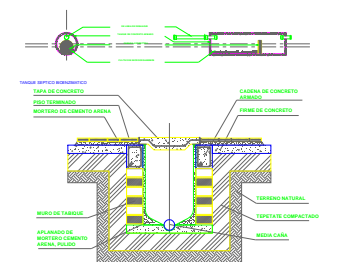 TANQUE SEPTICO BIOENZIMATICO
TAPA DE CONCRETO
PISO TERMINADO
MORTERO DE CEMENTO ARENA
CADENA DE CONCRETO
ARMADO
FIRME DE CONCRETO
MURO DE TABIQUE
APLANADO DE
MORTERO CEMENTO
ARENA, PULIDO
TERRENO NATURAL
TEPETATE COMPACTADO
MEDIA CAÑA